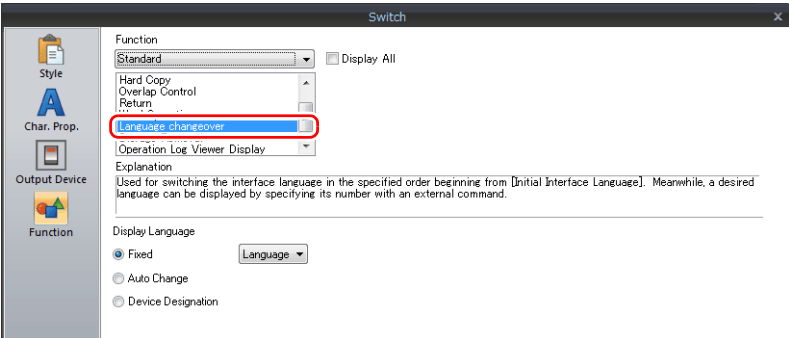 Switch
x
Style
Char. Prop.
Output Device
Function
Function
Standard
Display All
Hard Copy
Overlap Control
Return
Language changeover
Operation Log Viewer Display
Explanation
Used for switching the interface language in the specified order beginning from [Initial Interface Language]. Meanwhile, a desired
language can be displayed by specifying its number with an external command.
Display Language
Fixed
Language
Auto Change
Device Designation